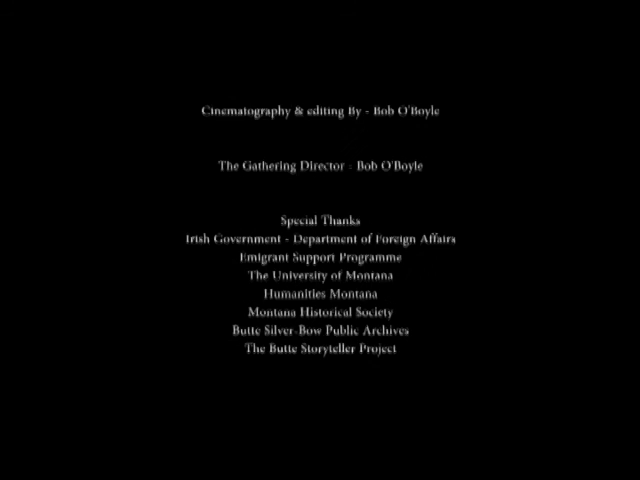 Cinematography & editing By - Bob O'Boyle
The Gathering Director - Bob O'Boyle
Special Thanks
Irish Government - Department of Foreign Affairs
Emigrant Support Programme
The University of Montana
Humanities Montana
Montana Historical Society
Butte Silver-Bow Public Archives
The Butte Storyteller Project